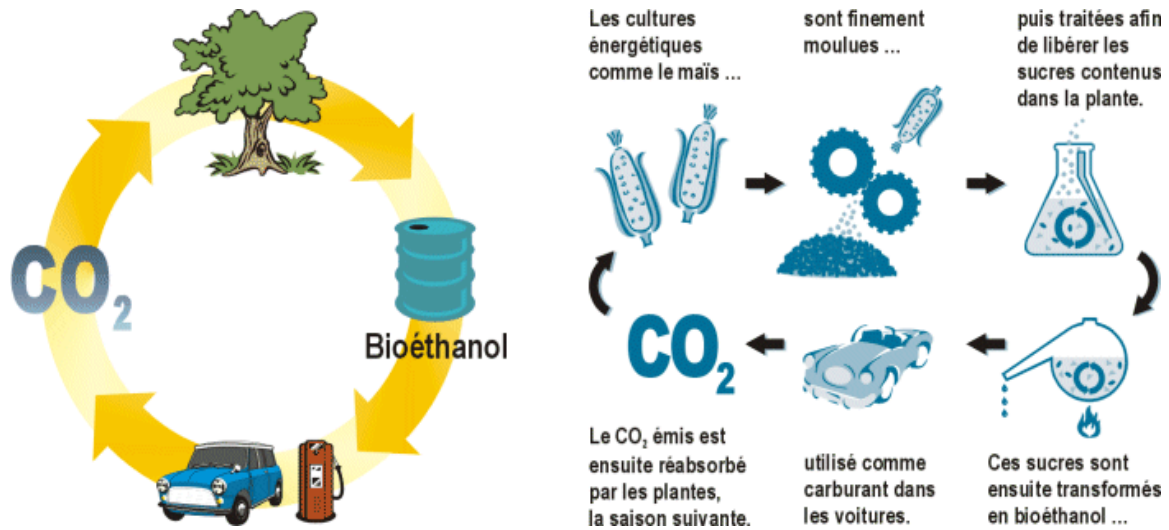 CO₂
Bioéthanol
Les cultures
énergétiques
comme le maïs ...
sont finement
moulues ...
puis traitées afin
de libérer les
sucres contenus
dans la plante.
Ces sucres sont
ensuite transformés
en bioéthanol ...
utilisé comme
carburant dans
les voitures.
CO₂
Le CO₂ émis est
ensuite réabsorbé
par les plantes,
la saison suivante.